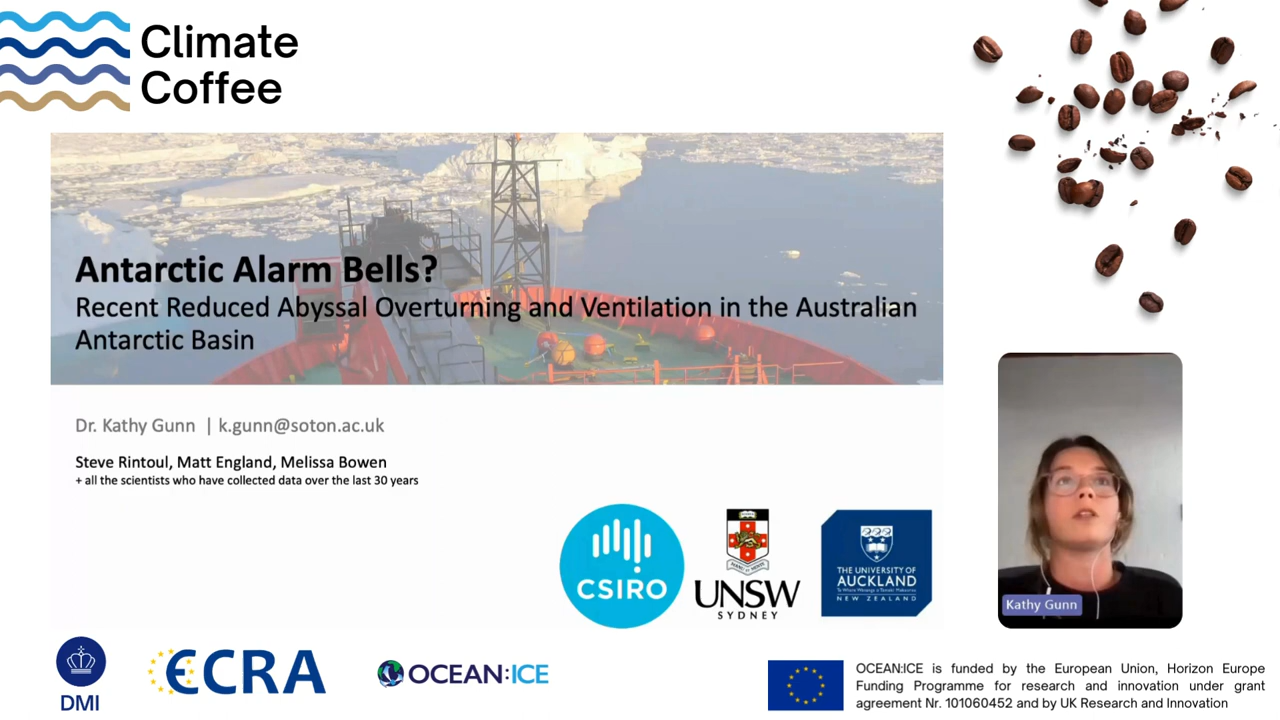 Climate
Coffee
Antarctic Alarm Bells?
Recent Reduced Abyssal Overturning and Ventilation in the Australian
Antarctic Basin
Dr. Kathy Gunn | k.gunn@soton.ac.uk
Steve Rintoul, Matt England, Melissa Bowen
+ all the scientists who have collected data over the last 30 years
CSIRO
UNSW
SYDNEY
THE UNIVERSITY OF
AUCKLAND
NEW ZEALAND
Kathy Gunn
DMI
ECRA
OCEAN:ICE
OCEAN:ICE is funded by the European Union, Horizon Europe
Funding Programme for research and innovation under grant
agreement Nr. 101060452 and by UK Research and Innovation